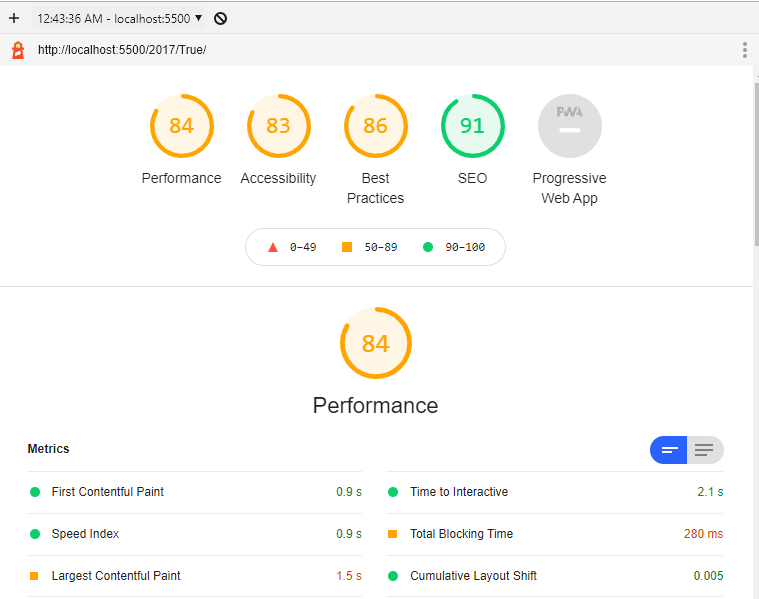 12:43:36 AM - localhost:5500
http://localhost:5500/2017/True/
84 83 86 91 PWA
Performance Accessibility Best Practices SEO Progressive Web App
0–49 50–89 90–100
84
Performance
Metrics
First Contentful Paint 0.9 s
Time to Interactive 2.1 s
Speed Index 0.9 s
Total Blocking Time 280 ms
Largest Contentful Paint 1.5 s
Cumulative Layout Shift 0.005